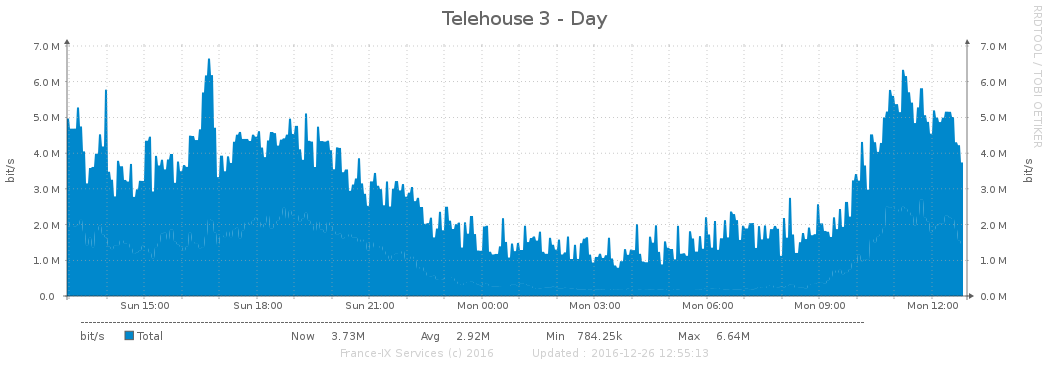 Telehouse 3 - Day
RRDTOOL / TOBI OETIKER
7.0 M 7.0 M
6.0 M 6.0 M
5.0 M 5.0 M
4.0 M 4.0 M
bit/s bit/s
3.0 M 3.0 M
2.0 M 2.0 M
1.0 M 1.0 M
0.0 0.0 M
Sun 15:00 Sun 18:00 Sun 21:00 Mon 00:00 Mon 03:00 Mon 06:00 Mon 09:00 Mon 12:00
bit/s Total Now 3.73M Avg 2.92M Min 784.25k Max 6.64M
France-IX Services (c) 2016 Updated : 2016-12-26 12:55:13